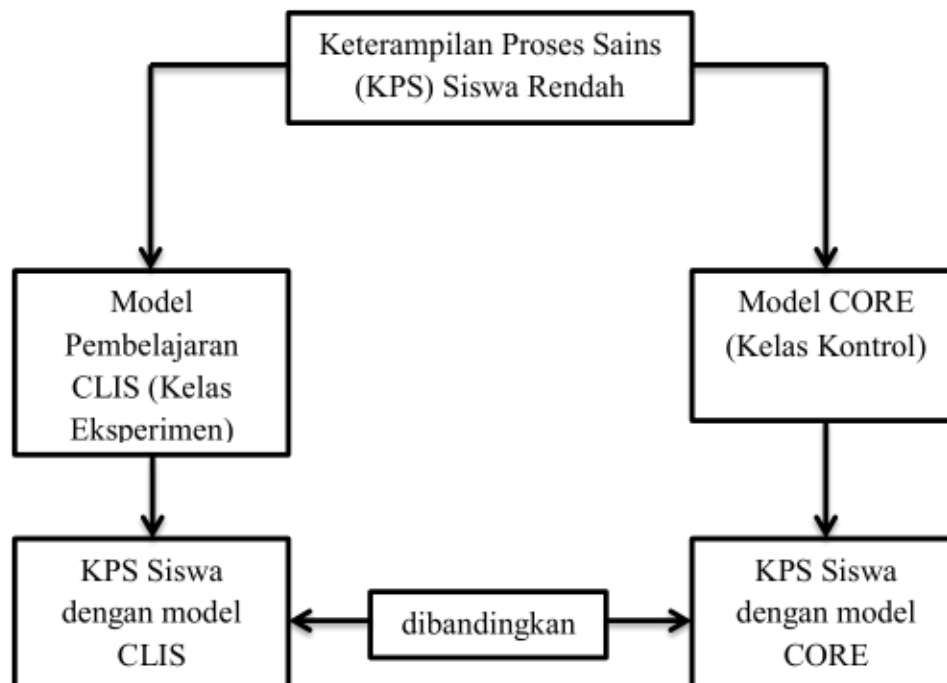 Keterampilan Proses Sains
(KPS) Siswa Rendah
Model
Pembelajaran
CLIS (Kelas
Eksperimen)
Model CORE
(Kelas Kontrol)
KPS Siswa
dengan model
CLIS
dibandingkan
KPS Siswa
dengan model
CORE